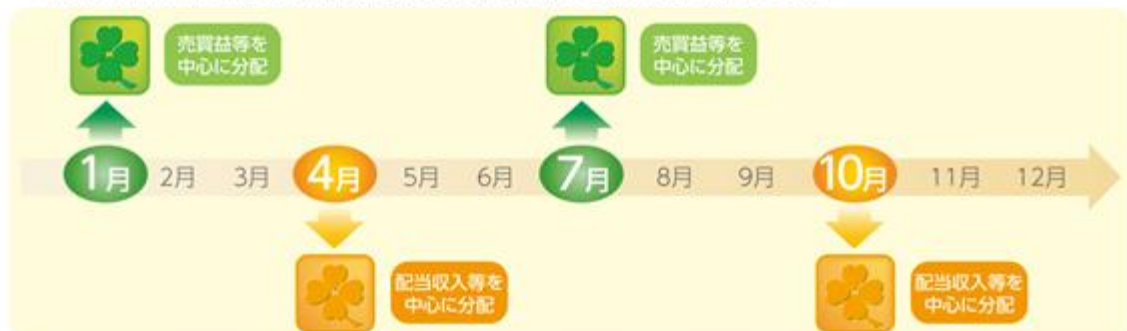 売買益等を
中心に分配
売買益等を
中心に分配
1月 2月 3月 4月 5月 6月 7月 8月 9月 10月 11月 12月
配当収入等を
中心に分配
配当収入等を
中心に分配